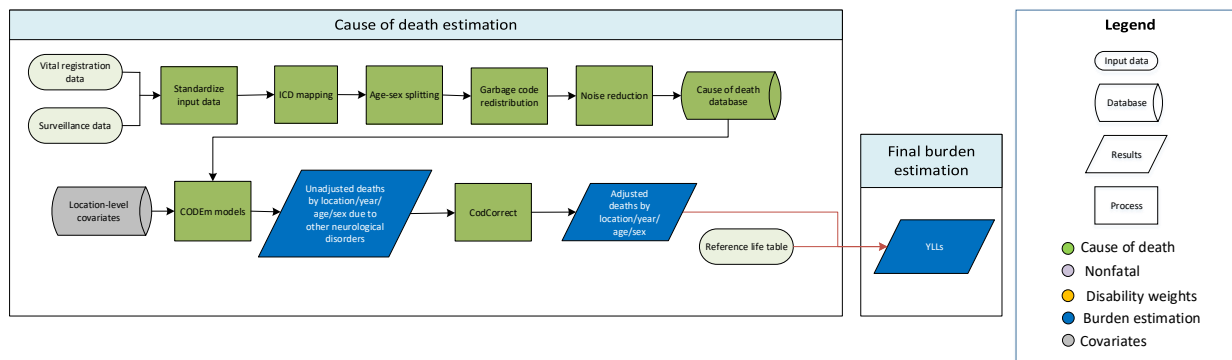 Cause of death estimation
Vital registration
data
Surveillance data
Standardize
input data
ICD mapping
Age-sex splitting
Garbage code
redistribution
Noise reduction
Cause of death
database
Location-level
covariates
CODEm models
Unadjusted deaths
by location/year/
age/sex due to
other neurological
disorders
CodCorrect
Adjusted
deaths by
location/year/
age/sex
Reference life table
Final burden
estimation
YLLs
Legend
Input data
Database
Results
Process
Cause of death
Nonfatal
Disability weights
Burden estimation
Covariates